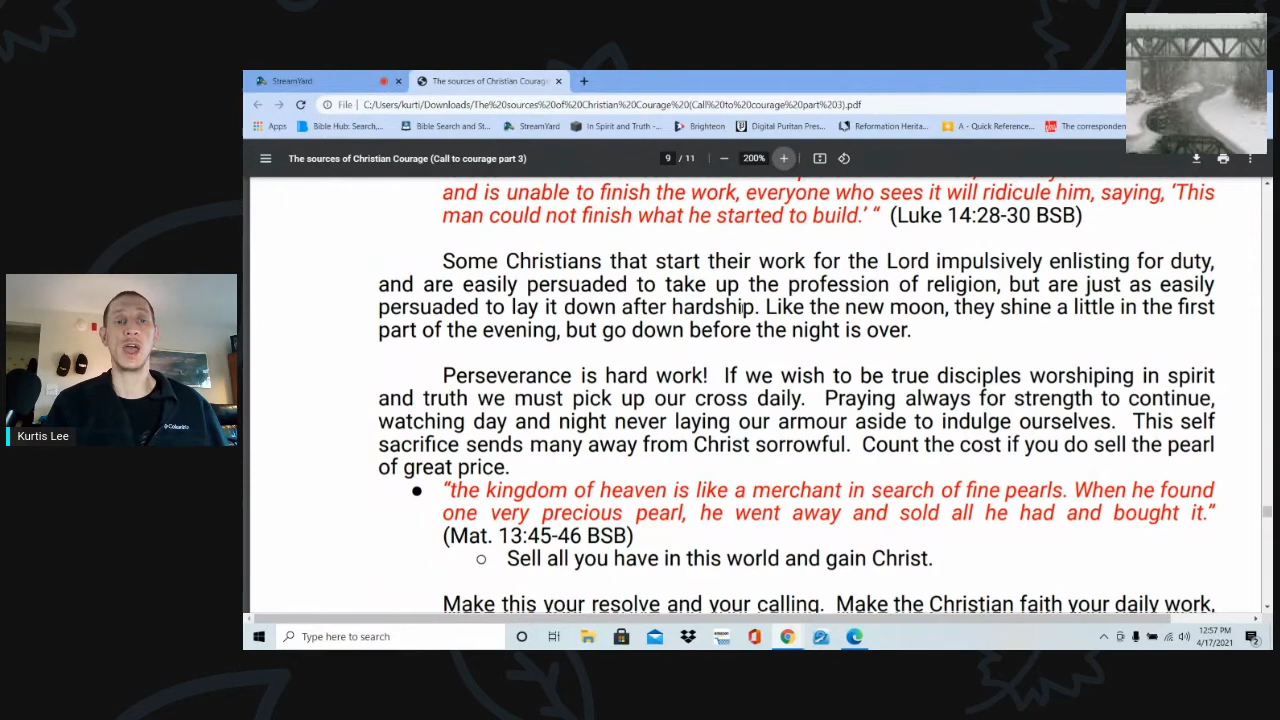 StreamYard
The sources of Christian Courage
File | C:/Users/kurti/Downloads/The%20sources%20of%20Christian%20Courage%20(Call%20to%20courage%20part%203).pdf
Apps Bible Hub: Search,... Bible Search and St... StreamYard In Spirit and Truth -... Brighteon Digital Puritan Pres... Reformation Herita... A - Quick Reference... The corresponden
The sources of Christian Courage (Call to courage part 3) 9 / 11 200%
and is unable to finish the work, everyone who sees it will ridicule him, saying, ‘This
man could not finish what he started to build.’ “ (Luke 14:28-30 BSB)
Some Christians that start their work for the Lord impulsively enlisting for duty,
and are easily persuaded to take up the profession of religion, but are just as easily
persuaded to lay it down after hardship. Like the new moon, they shine a little in the first
part of the evening, but go down before the night is over.
Perseverance is hard work! If we wish to be true disciples worshiping in spirit
and truth we must pick up our cross daily. Praying always for strength to continue,
watching day and night never laying our armour aside to indulge ourselves. This self
sacrifice sends many away from Christ sorrowful. Count the cost if you do sell the pearl
of great price.
● “the kingdom of heaven is like a merchant in search of fine pearls. When he found
one very precious pearl, he went away and sold all he had and bought it.”
(Mat. 13:45-46 BSB)
○ Sell all you have in this world and gain Christ.
Make this your resolve and your calling. Make the Christian faith your daily work,
Kurtis Lee
Columbia
Type here to search
12:57 PM
4/17/2021